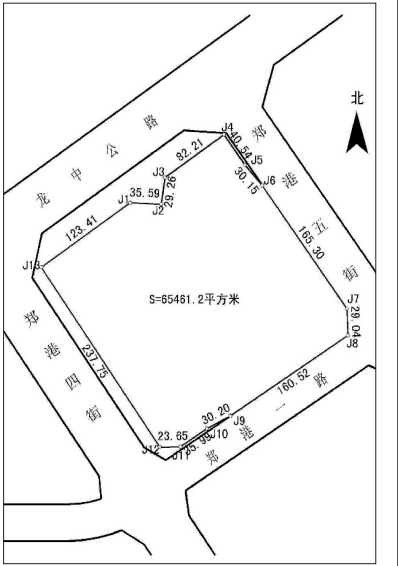 北
龙中公路
郑港五街
郑港四街
郑港一路
J4
40.54
J5
82.21
J3
30.15
J6
29.26
35.59
J1
J2
123.41
165.30
J13
S=65461.2平方米
J7
29.04
J8
237.75
160.52
30.20
J9
J10
23.65
35.99
J12
J11